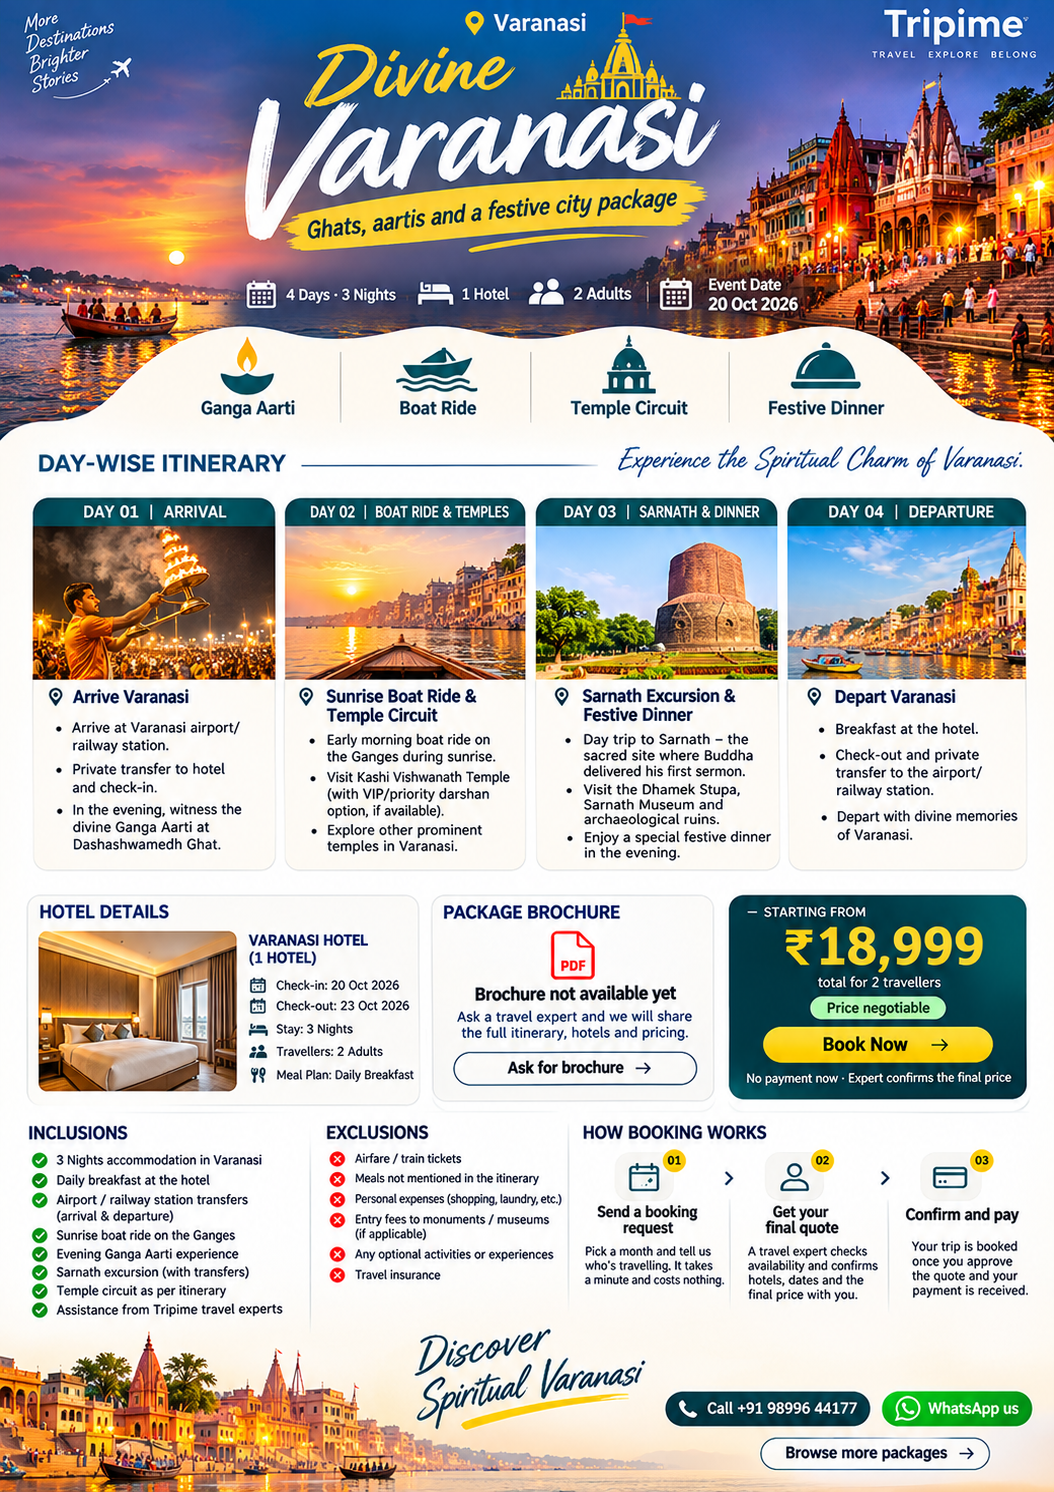 More
Destinations
Brighter
Stories
Varanasi
Tripime
TRAVEL EXPLORE BELONG
Divine
Varanasi
Ghats, aartis and a festive city package
4 Days · 3 Nights
1 Hotel
2 Adults
Event Date
20 Oct 2026
Ganga Aarti
Boat Ride
Temple Circuit
Festive Dinner
DAY-WISE ITINERARY
Experience the Spiritual Charm of Varanasi.
DAY 01 | ARRIVAL
Arrive Varanasi
• Arrive at Varanasi airport/
railway station.
• Private transfer to hotel
and check-in.
• In the evening, witness the
divine Ganga Aarti at
Dashashwamedh Ghat.
DAY 02 | BOAT RIDE & TEMPLES
Sunrise Boat Ride &
Temple Circuit
• Early morning boat ride on
the Ganges during sunrise.
• Visit Kashi Vishwanath Temple
(with VIP/priority darshan
option, if available).
• Explore other prominent
temples in Varanasi.
DAY 03 | SARNATH & DINNER
Sarnath Excursion &
Festive Dinner
• Day trip to Sarnath – the
sacred site where Buddha
delivered his first sermon.
• Visit the Dhamek Stupa,
Sarnath Museum and
archaeological ruins.
• Enjoy a special festive dinner
in the evening.
DAY 04 | DEPARTURE
Depart Varanasi
• Breakfast at the hotel.
• Check-out and private
transfer to the airport/
railway station.
• Depart with divine memories
of Varanasi.
HOTEL DETAILS
VARANASI HOTEL
(1 HOTEL)
Check-in: 20 Oct 2026
Check-out: 23 Oct 2026
Stay: 3 Nights
Travellers: 2 Adults
Meal Plan: Daily Breakfast
PACKAGE BROCHURE
PDF
Brochure not available yet
Ask a travel expert and we will share
the full itinerary, hotels and pricing.
Ask for brochure →
— STARTING FROM
₹18,999
total for 2 travellers
Price negotiable
Book Now →
No payment now · Expert confirms the final price
INCLUSIONS
3 Nights accommodation in Varanasi
Daily breakfast at the hotel
Airport / railway station transfers
(arrival & departure)
Sunrise boat ride on the Ganges
Evening Ganga Aarti experience
Sarnath excursion (with transfers)
Temple circuit as per itinerary
Assistance from Tripime travel experts
EXCLUSIONS
Airfare / train tickets
Meals not mentioned in the itinerary
Personal expenses (shopping, laundry, etc.)
Entry fees to monuments / museums
(if applicable)
Any optional activities or experiences
Travel insurance
HOW BOOKING WORKS
01
Send a booking
request
Pick a month and tell us
who's travelling. It takes
a minute and costs nothing.
02
Get your
final quote
A travel expert checks
availability and confirms
hotels, dates and the
final price with you.
03
Confirm and pay
Your trip is booked
once you approve
the quote and your
payment is received.
Discover
Spiritual Varanasi
Call +91 98996 44177
WhatsApp us
Browse more packages →